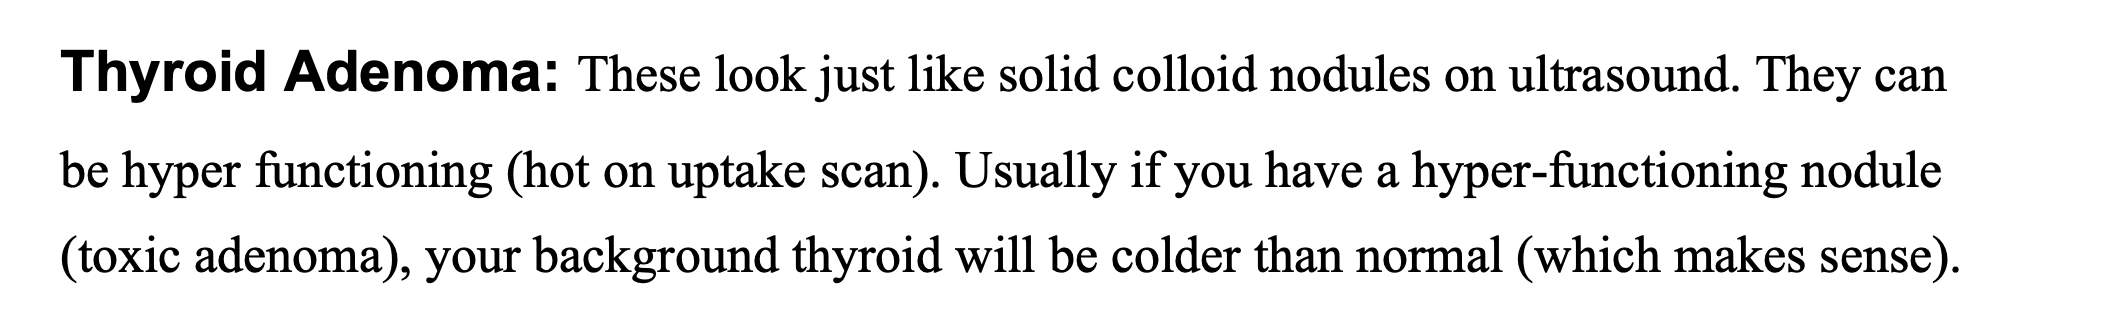 Thyroid Adenoma: These look just like solid colloid nodules on ultrasound. They can
be hyper functioning (hot on uptake scan). Usually if you have a hyper-functioning nodule
(toxic adenoma), your background thyroid will be colder than normal (which makes sense).